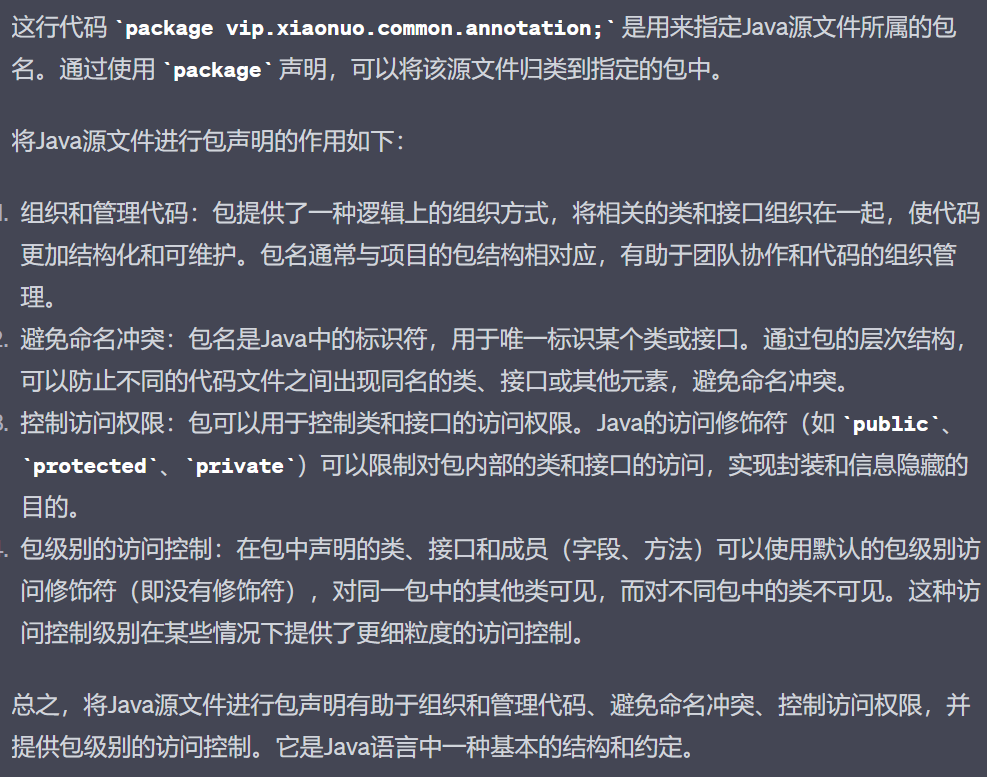 这行代码 `package vip.xiaonuo.common.annotation;` 是用来指定Java源文件所属的包
名。通过使用 `package` 声明，可以将该源文件归类到指定的包中。
将Java源文件进行包声明的作用如下：
1. 组织和管理代码：包提供了一种逻辑上的组织方式，将相关的类和接口组织在一起，使代码
更加结构化和可维护。包名通常与项目的包结构相对应，有助于团队协作和代码的组织管
理。
2. 避免命名冲突：包名是Java中的标识符，用于唯一标识某个类或接口。通过包的层次结构，
可以防止不同的代码文件之间出现同名的类、接口或其他元素，避免命名冲突。
3. 控制访问权限：包可以用于控制类和接口的访问权限。Java的访问修饰符（如 `public`、
`protected`、`private`）可以限制对包内部的类和接口的访问，实现封装和信息隐藏的
目的。
4. 包级别的访问控制：在包中声明的类、接口和成员（字段、方法）可以使用默认的包级别访
问修饰符（即没有修饰符），对同一包中的其他类可见，而对不同包中的类不可见。这种访
问控制级别在某些情况下提供了更细粒度的访问控制。
总之，将Java源文件进行包声明有助于组织和管理代码、避免命名冲突、控制访问权限，并
提供包级别的访问控制。它是Java语言中一种基本的结构和约定。